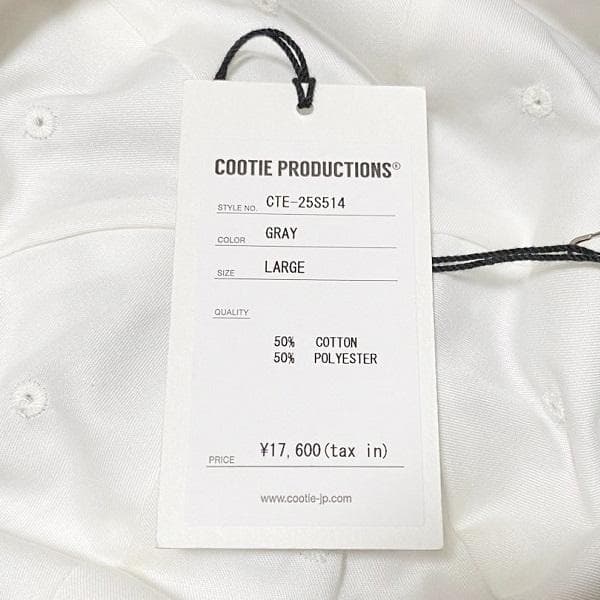 COOTIE PRODUCTIONS®
STYLE NO. CTE-25S514
COLOR GRAY
SIZE LARGE
QUALITY
50% COTTON
50% POLYESTER
PRICE ¥17,600(tax in)
www.cootie-jp.com